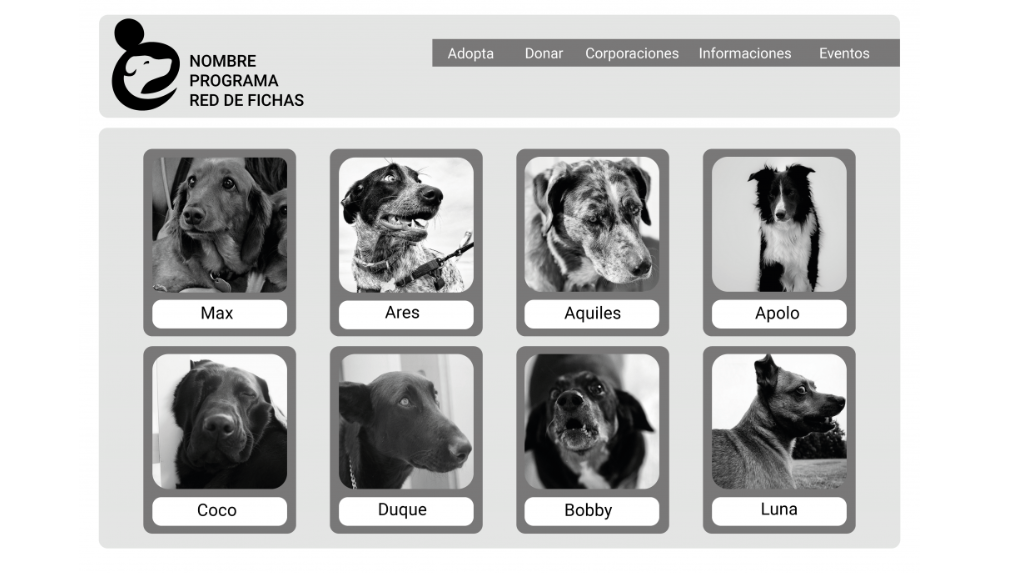 NOMBRE
PROGRAMA
RED DE FICHAS
Adopta Donar Corporaciones Informaciones Eventos
Max Ares Aquiles Apolo
Coco Duque Bobby Luna